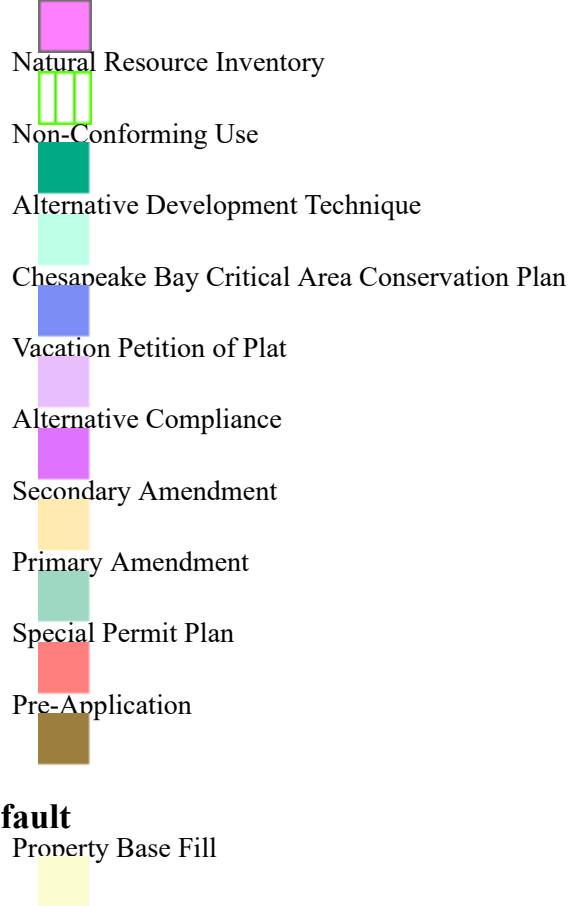 Natural Resource Inventory
Non-Conforming Use
Alternative Development Technique
Chesapeake Bay Critical Area Conservation Plan
Vacation Petition of Plat
Alternative Compliance
Secondary Amendment
Primary Amendment
Special Permit Plan
Pre-Application
fault
Property Base Fill